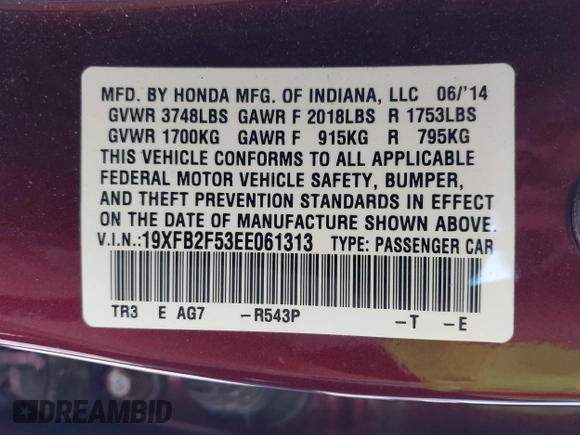 MFD. BY HONDA MFG. OF INDIANA, LLC 06/'14
GVWR 3748LBS GAWR F 2018LBS R 1753LBS
GVWR 1700KG GAWR F 915KG R 795KG
THIS VEHICLE CONFORMS TO ALL APPLICABLE
FEDERAL MOTOR VEHICLE SAFETY, BUMPER,
AND THEFT PREVENTION STANDARDS IN EFFECT
ON THE DATE OF MANUFACTURE SHOWN ABOVE.
V.I.N.:19XFB2F53EE061313 TYPE: PASSENGER CAR
TR3 E AG7 -R543P -T -E
DREAMBID